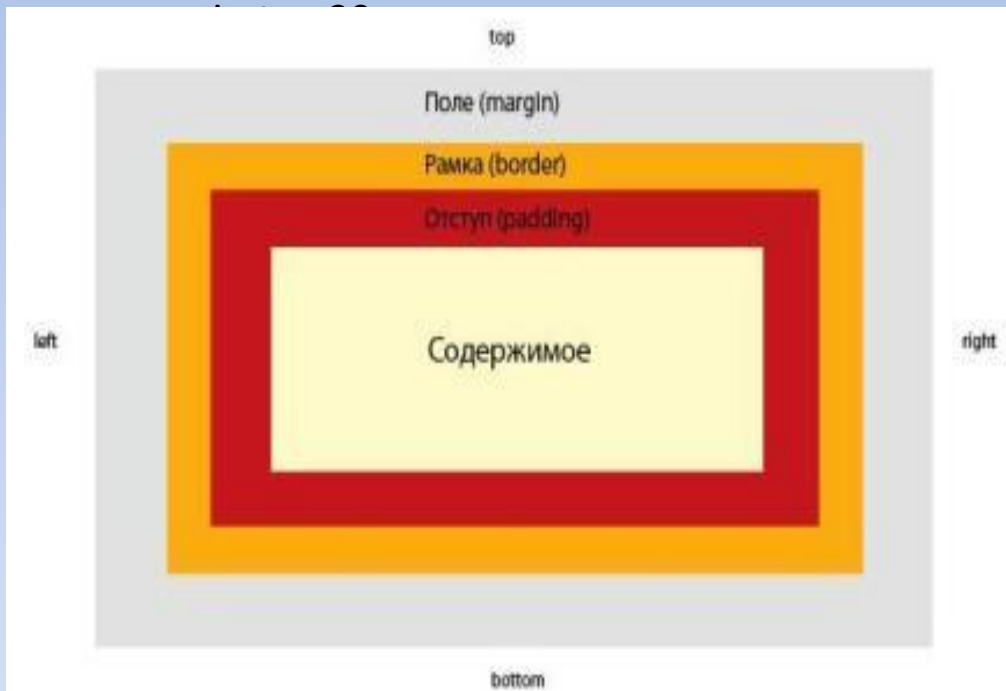 top
Поле (margin)
Рамка (border)
Отступ (padding)
left
Содержимое
right
bottom